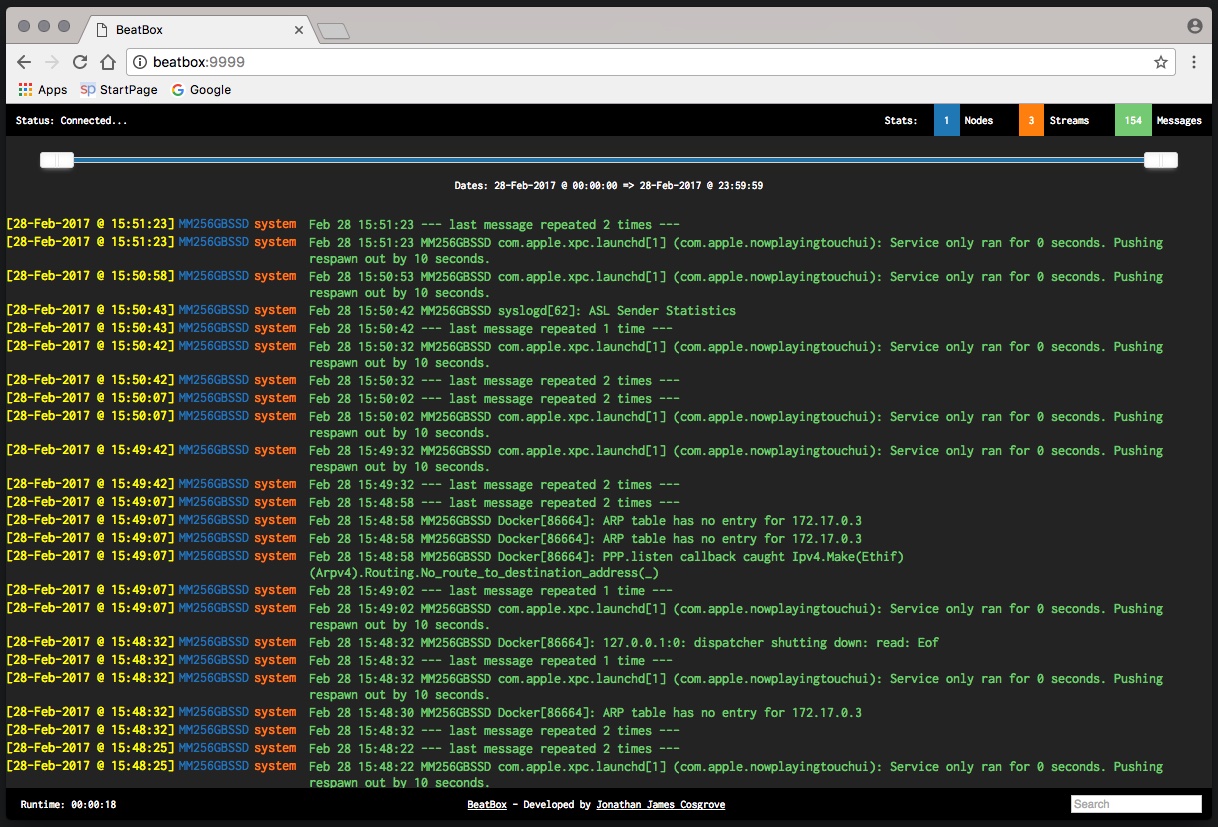 BeatBox
beatbox:9999
Apps StartPage Google
Status: Connected... Stats: 1 Nodes 3 Streams 154 Messages
Dates: 28-Feb-2017 @ 00:00:00 => 28-Feb-2017 @ 23:59:59
[28-Feb-2017 @ 15:51:23] MM256GBSSD system Feb 28 15:51:23 --- last message repeated 2 times ---
[28-Feb-2017 @ 15:51:23] MM256GBSSD system Feb 28 15:51:23 MM256GBSSD com.apple.xpc.launchd[1] (com.apple.nowplayingtouchui): Service only ran for 0 seconds. Pushing
respawn out by 10 seconds.
[28-Feb-2017 @ 15:50:58] MM256GBSSD system Feb 28 15:50:53 MM256GBSSD com.apple.xpc.launchd[1] (com.apple.nowplayingtouchui): Service only ran for 0 seconds. Pushing
respawn out by 10 seconds.
[28-Feb-2017 @ 15:50:43] MM256GBSSD system Feb 28 15:50:42 MM256GBSSD syslogd[62]: ASL Sender Statistics
[28-Feb-2017 @ 15:50:43] MM256GBSSD system Feb 28 15:50:42 --- last message repeated 1 time ---
[28-Feb-2017 @ 15:50:42] MM256GBSSD system Feb 28 15:50:32 MM256GBSSD com.apple.xpc.launchd[1] (com.apple.nowplayingtouchui): Service only ran for 0 seconds. Pushing
respawn out by 10 seconds.
[28-Feb-2017 @ 15:50:42] MM256GBSSD system Feb 28 15:50:32 --- last message repeated 2 times ---
[28-Feb-2017 @ 15:50:07] MM256GBSSD system Feb 28 15:50:02 --- last message repeated 2 times ---
[28-Feb-2017 @ 15:50:07] MM256GBSSD system Feb 28 15:50:02 MM256GBSSD com.apple.xpc.launchd[1] (com.apple.nowplayingtouchui): Service only ran for 0 seconds. Pushing
respawn out by 10 seconds.
[28-Feb-2017 @ 15:49:42] MM256GBSSD system Feb 28 15:49:32 MM256GBSSD com.apple.xpc.launchd[1] (com.apple.nowplayingtouchui): Service only ran for 0 seconds. Pushing
respawn out by 10 seconds.
[28-Feb-2017 @ 15:49:42] MM256GBSSD system Feb 28 15:49:32 --- last message repeated 2 times ---
[28-Feb-2017 @ 15:49:07] MM256GBSSD system Feb 28 15:48:58 --- last message repeated 2 times ---
[28-Feb-2017 @ 15:49:07] MM256GBSSD system Feb 28 15:48:58 MM256GBSSD Docker[86664]: ARP table has no entry for 172.17.0.3
[28-Feb-2017 @ 15:49:07] MM256GBSSD system Feb 28 15:48:58 MM256GBSSD Docker[86664]: ARP table has no entry for 172.17.0.3
[28-Feb-2017 @ 15:49:07] MM256GBSSD system Feb 28 15:48:58 MM256GBSSD Docker[86664]: PPP.listen callback caught Ipv4.Make(Ethif)
(Arpv4).Routing.No_route_to_destination_address(_)
[28-Feb-2017 @ 15:49:07] MM256GBSSD system Feb 28 15:49:02 --- last message repeated 1 time ---
[28-Feb-2017 @ 15:49:07] MM256GBSSD system Feb 28 15:49:02 MM256GBSSD com.apple.xpc.launchd[1] (com.apple.nowplayingtouchui): Service only ran for 0 seconds. Pushing
respawn out by 10 seconds.
[28-Feb-2017 @ 15:48:32] MM256GBSSD system Feb 28 15:48:32 MM256GBSSD Docker[86664]: 127.0.0.1:0: dispatcher shutting down: read: Eof
[28-Feb-2017 @ 15:48:32] MM256GBSSD system Feb 28 15:48:32 --- last message repeated 1 time ---
[28-Feb-2017 @ 15:48:32] MM256GBSSD system Feb 28 15:48:32 MM256GBSSD com.apple.xpc.launchd[1] (com.apple.nowplayingtouchui): Service only ran for 0 seconds. Pushing
respawn out by 10 seconds.
[28-Feb-2017 @ 15:48:32] MM256GBSSD system Feb 28 15:48:30 MM256GBSSD Docker[86664]: ARP table has no entry for 172.17.0.3
[28-Feb-2017 @ 15:48:32] MM256GBSSD system Feb 28 15:48:32 --- last message repeated 2 times ---
[28-Feb-2017 @ 15:48:25] MM256GBSSD system Feb 28 15:48:22 --- last message repeated 2 times ---
[28-Feb-2017 @ 15:48:25] MM256GBSSD system Feb 28 15:48:22 MM256GBSSD com.apple.xpc.launchd[1] (com.apple.nowplayingtouchui): Service only ran for 0 seconds. Pushing
respawn out by 10 seconds.
Runtime: 00:00:18 BeatBox - Developed by Jonathan James Cosgrove Search